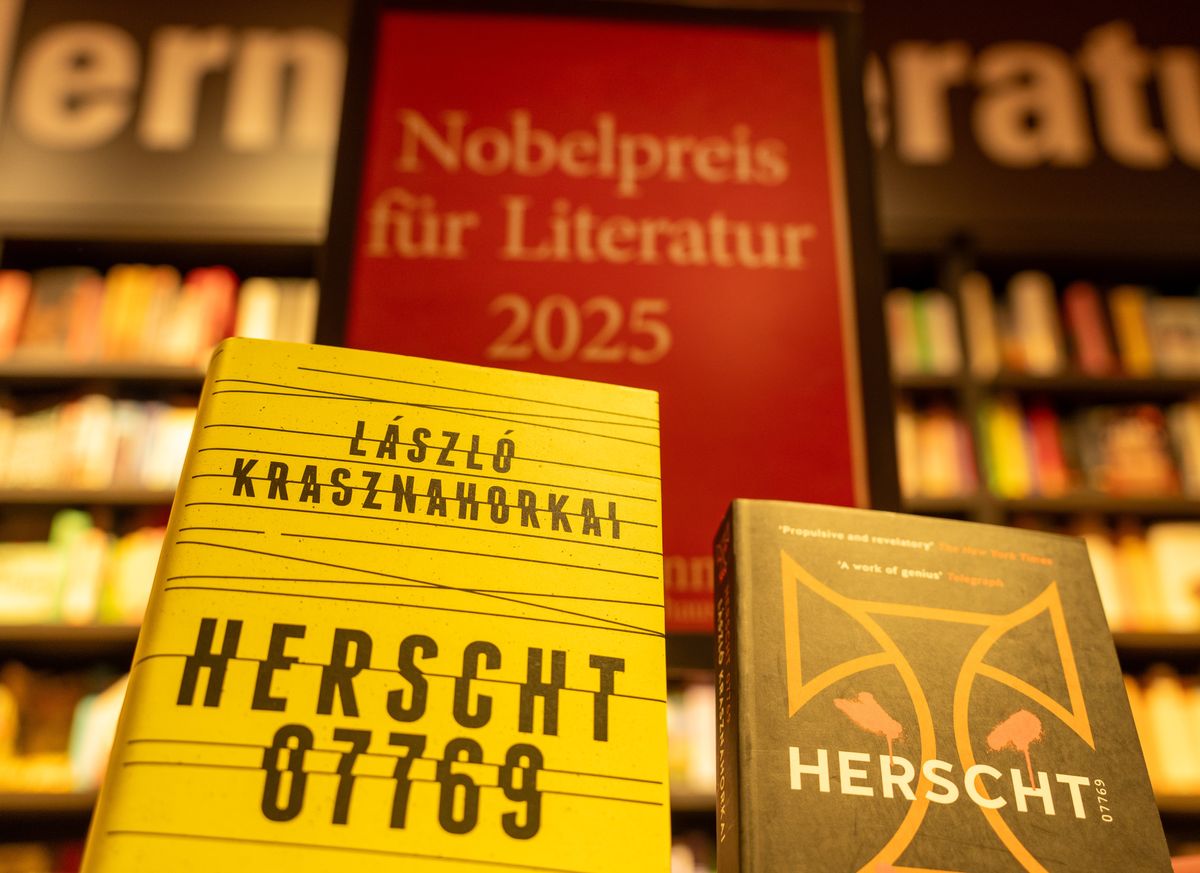 ern
eratu
Nobelpreis
für Literatur
2025
LÁSZLÓ
KRASZNAHORKAI
HERSCHT
07769
'Propulsive and revelatory' The New York Times
'A work of genius' Telegraph
HERSCHT
07769